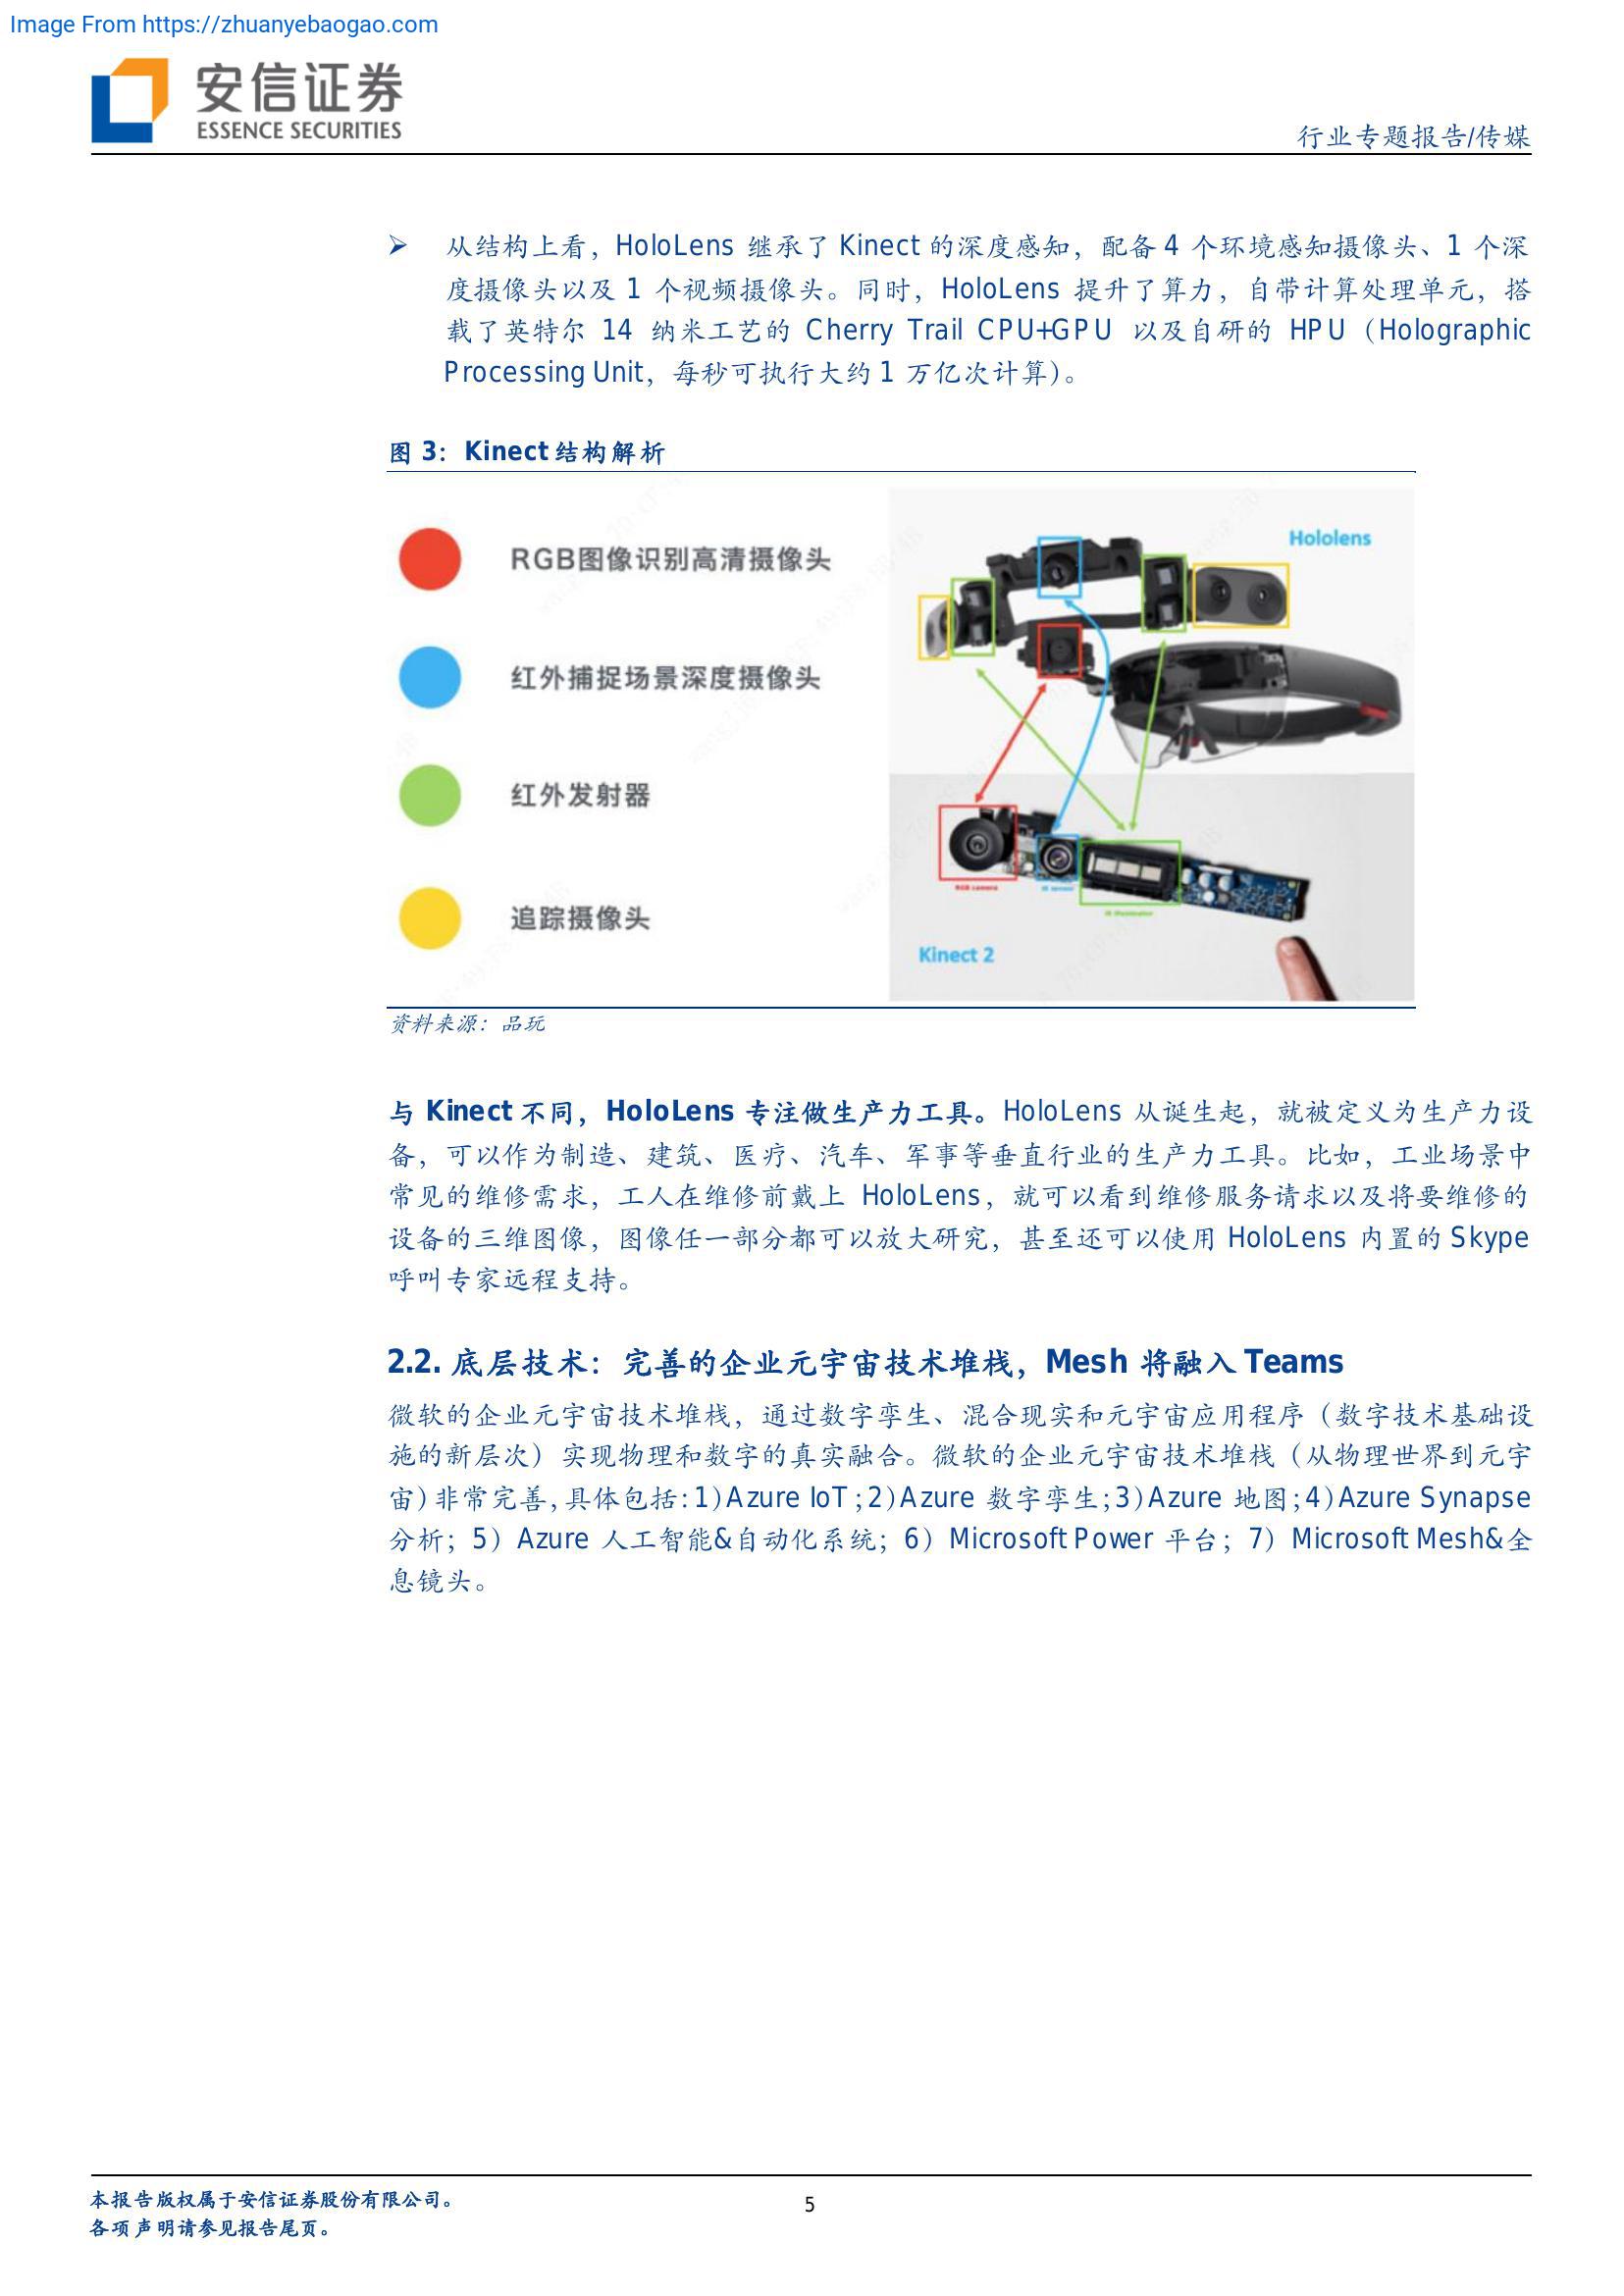 Image From https://zhuanyebaogao.com
安信证券
ESSENCE SECURITIES
行业专题报告/传媒
➢ 从结构上看，HoloLens 继承了 Kinect 的深度感知，配备 4 个环境感知摄像头、1 个深
度摄像头以及 1 个视频摄像头。同时，HoloLens 提升了算力，自带计算处理单元，搭
载了英特尔 14 纳米工艺的 Cherry Trail CPU+GPU 以及自研的 HPU（Holographic
Processing Unit，每秒可执行大约 1 万亿次计算）。
图 3：Kinect 结构解析
RGB图像识别高清摄像头
红外捕捉场景深度摄像头
红外发射器
追踪摄像头
Hololens
RGB camera
Kinect 2
资料来源：品玩
与 Kinect 不同，HoloLens 专注做生产力工具。HoloLens 从诞生起，就被定义为生产力设
备，可以作为制造、建筑、医疗、汽车、军事等垂直行业的生产力工具。比如，工业场景中
常见的维修需求，工人在维修前戴上 HoloLens，就可以看到维修服务请求以及将要维修的
设备的三维图像，图像任一部分都可以放大研究，甚至还可以使用 HoloLens 内置的 Skype
呼叫专家远程支持。
2.2. 底层技术：完善的企业元宇宙技术堆栈，Mesh 将融入 Teams
微软的企业元宇宙技术堆栈，通过数字孪生、混合现实和元宇宙应用程序（数字技术基础设
施的新层次）实现物理和数字的真实融合。微软的企业元宇宙技术堆栈（从物理世界到元宇
宙）非常完善，具体包括：1）Azure IoT；2）Azure 数字孪生；3）Azure 地图；4）Azure Synapse
分析；5）Azure 人工智能&自动化系统；6）Microsoft Power 平台；7）Microsoft Mesh&全
息镜头。
本报告版权属于安信证券股份有限公司。
各项声明请参见报告尾页。
5